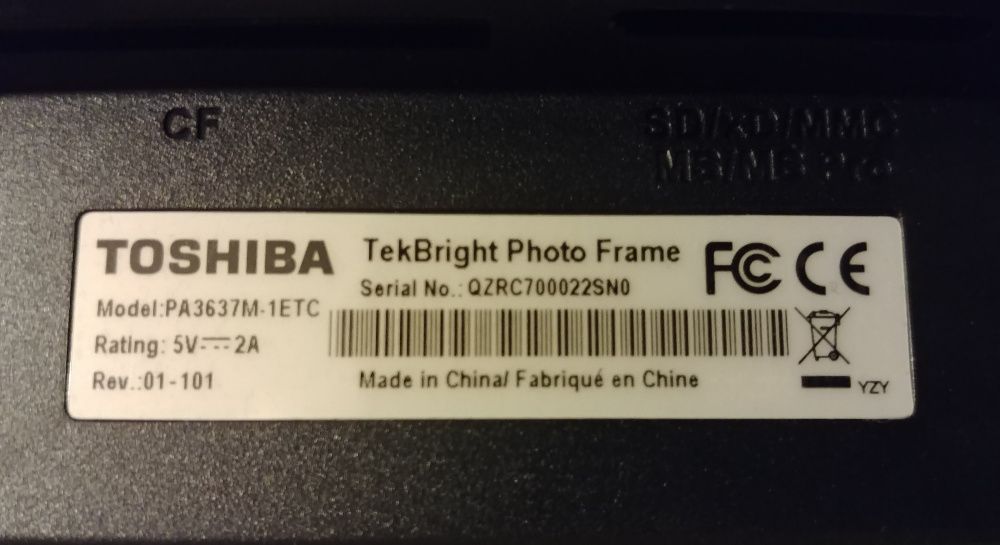 CF
SD/xD/MMC
MS/MS Pro
TOSHIBA
TekBright Photo Frame
FC CE
Serial No.: QZRC700022SN0
Model:PA3637M-1ETC
Rating: 5V⎓2A
Rev.:01-101
Made in China/ Fabriqué en Chine
YZY